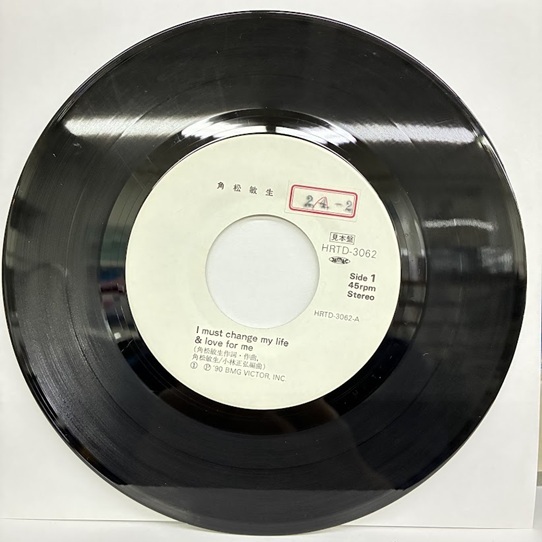 角松敏生
24-2
見本盤
HRTD-3062
Side 1
45rpm
Stereo
HRTD-3062-A
I must change my life
& love for me
(角松敏生作詞・作曲,
角松敏生/小林正弘編曲)
Ⓟ '90 BMG VICTOR, INC